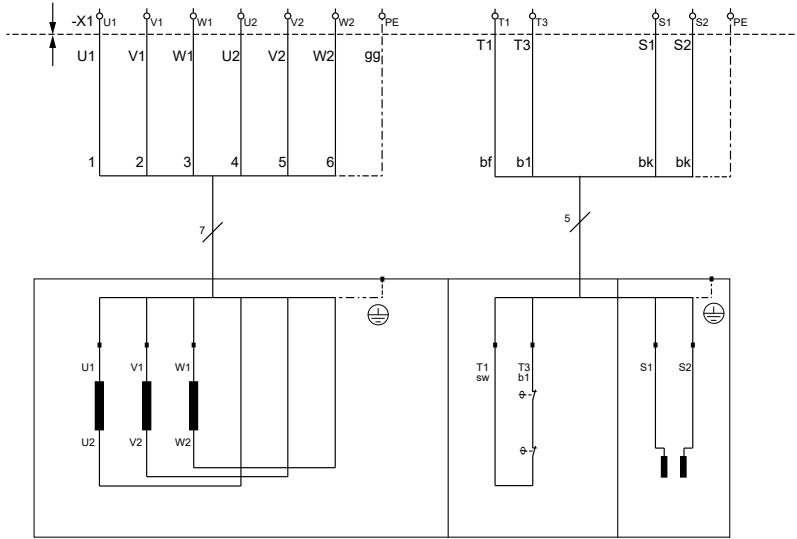 -X1 U1 V1 W1 U2 V2 W2 PE T1 T3 S1 S2 PE
U1 V1 W1 U2 V2 W2 gg T1 T3 S1 S2
1 2 3 4 5 6 bf b1 bk bk
7 5
U1 V1 W1 T1 T3 S1 S2
sw b1
U2 V2 W2